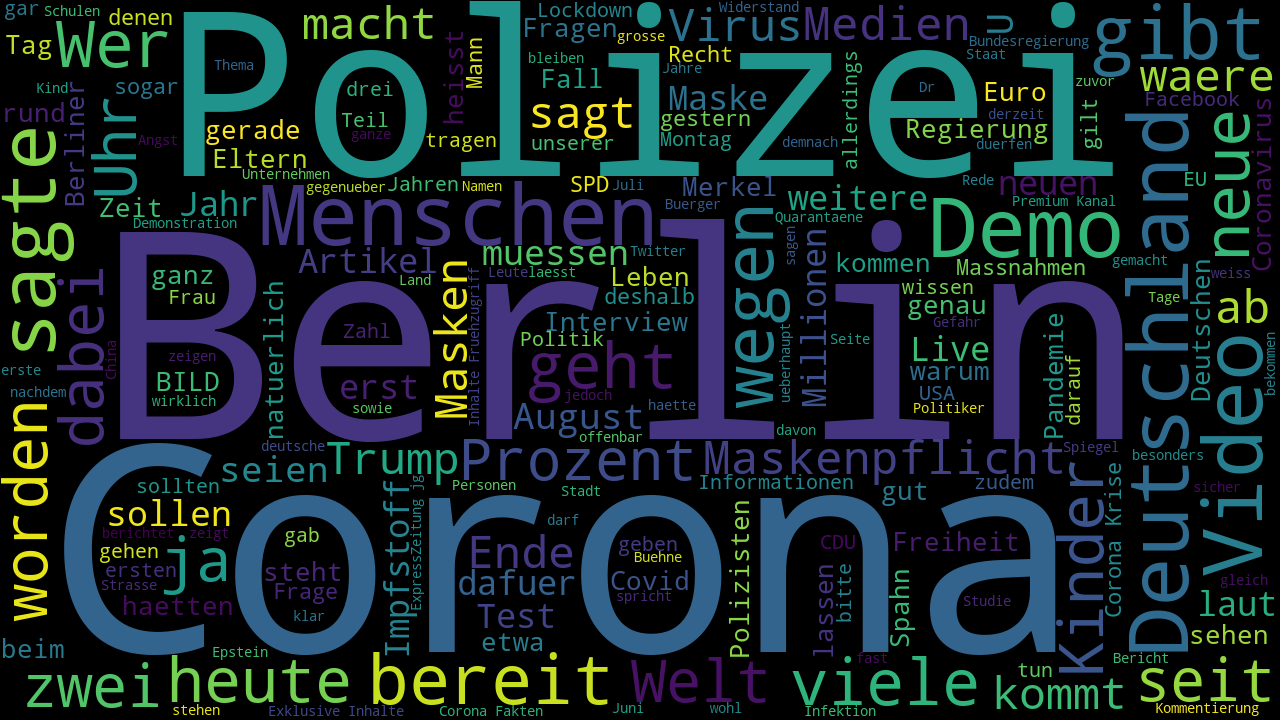 gar Schulen denen
Tag
wer
Polizei
macht
Lockdown
Fragen
grosse
Virus
Widerstand
Medien
u
Bundesregierung
Staat
gibt
waere
Kind
sogar
Thema
drei
Teil
ganze
heisst
Mann
bleiben
Fall
sagt
Recht
Jahre
Maske
gestern
allerdings
Dr
Euro
derzeit
gilt
zuvor
Facebook
rund
Berliner
Uhr
Angst
gerade
Eltern
Unternehmen
tragen
unserer
Montag
demnach
Regierung
duerfen
neue
Coronavirus
sagte
Zeit
Jahr
Demonstration
gegenueber
Jahren
Namen
SPD
Juli
Merkel
Buerger
weitere
Quarantaene
Rede
neuen
Premium Kanal
EU
Deutschland
Menschen
Artikel
muessen
Twitter
wegen
sagen
Millionen
kommen
Demo
Massnahmen
gemacht
weiss
dabei
ganz
Frau
natuerlich
Land
Leute
laesst
Leben
deshalb
wissen
genau
Tage
ab
Berlin
Masken
Inhalte Fruehzugriff
Interview
Politik
ueberhaupt
Seite
Gefahr
Live
warum
Pandemie
Deutschen
China
Zahl
zeigen
BILD
wirklich
erst
sowie
geht
jedoch
haette
USA
Politiker
darauf
bekommen
erste
nachdem
August
offenbar
davon
Video
worden
deutsche
seien
Trump
Prozent
Maskenpflicht
Spiegel
besonders
sollten
Personen
Stadt
Informationen
gut
zudem
sicher
Corona
sollen
berichtet
zeigt
gab
Impfstoff
ExpressZeitung jg
darf
Polizisten
CDU
Freiheit
Kinder
Corona Krise
gehen
ja
ersten
Strasse
steht
Frage
Ende
dafuer
geben
Buehne
Covid
spricht
lassen
bitte
Spahn
Studie
gleich
haetten
klar
Test
etwa
laut
beim
Epstein
fast
tun
Bericht
sehen
zwei
heute
bereit
Welt
viele
kommt
seit
stehen
Exklusive Inhalte
Corona Fakten
Juni
wohl
Infektion
Kommentierung